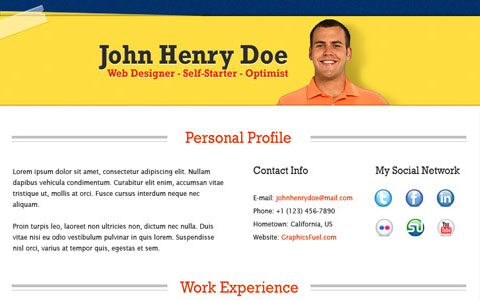 John Henry Doe
Web Designer - Self-Starter - Optimist
Personal Profile
Lorem ipsum dolor sit amet, consectetur adipiscing elit. Nullam
dapibus vehicula condimentum. Curabitur elit enim, accumsan vitae
tristique ut, mollis at orci. Fusce cursus interdum neque nec
aliquam.
Proin turpis leo, laoreet non ultricies non, dictum nec nulla. Duis
vitae nisi eu odio vestibulum pulvinar in quis lorem. Suspendisse
nisl orci, varius at tempor quis, egestas et sem.
Contact Info
E-mail: johnhenrydoe@mail.com
Phone: +1 (123) 456-7890
Hometown: California, US
Website: GraphicsFuel.com
My Social Network
f
in
You Tube
Work Experience